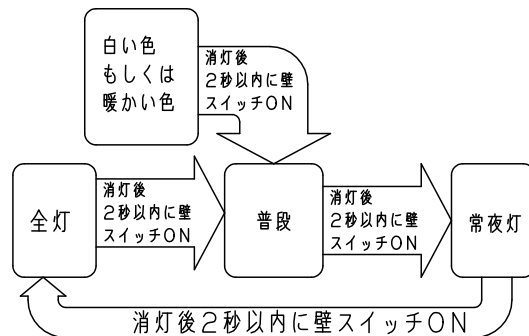 白い色
もしくは
暖かい色
消灯後
2秒以内に壁
スイッチON
全灯
消灯後
2秒以内に壁
スイッチON
普段
消灯後
2秒以内に壁
スイッチON
常夜灯
消灯後2秒以内に壁スイッチON